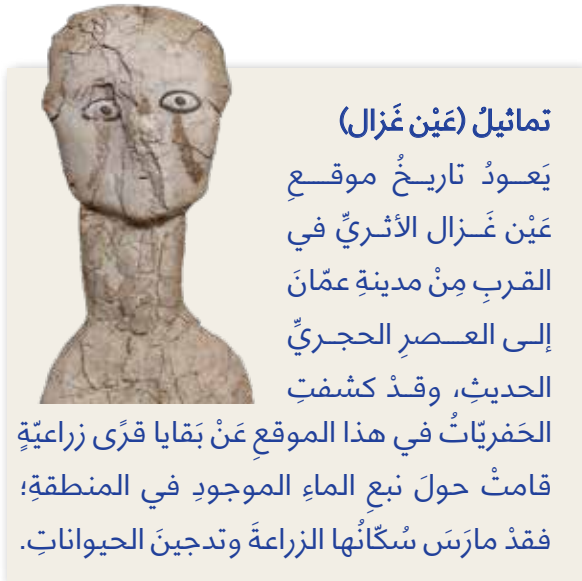 تماثيلُ (عَيْن غَزال)
يَعودُ تاريخُ موقعِ
عَيْن غَزال الأثريِّ في
القربِ مِنْ مدينةِ عمّانَ
إلى العصرِ الحجريِّ
الحديثِ، وقدْ كشفتِ
الحَفريّاتُ في هذا الموقعِ عَنْ بَقايا قرًى زراعيّةٍ
قامتْ حولَ نبعِ الماءِ الموجودِ في المنطقةِ؛
فقدْ مارَسَ سُكّانُها الزراعةَ وتدجينَ الحيواناتِ.